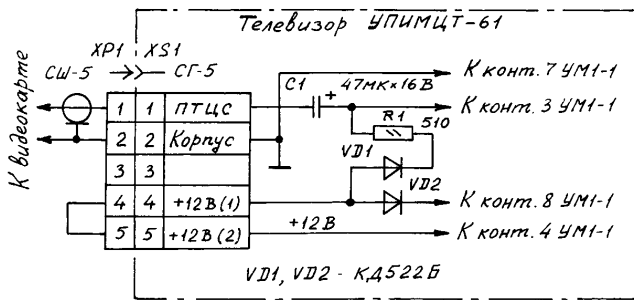 Телевизор УПИМЦТ-61
XP1 XS1
СШ-5 СГ-5
К видеокарте
1 1 ПТЦС
2 2 Корпус
3 3
4 4 +12В(1)
5 5 +12В(2)
C1 + 47МК×16В
R1 510
VD1
VD2
+12В
К конт. 7 УМ1-1
К конт. 3 УМ1-1
К конт. 8 УМ1-1
К конт. 4 УМ1-1
VD1, VD2 - КД522Б